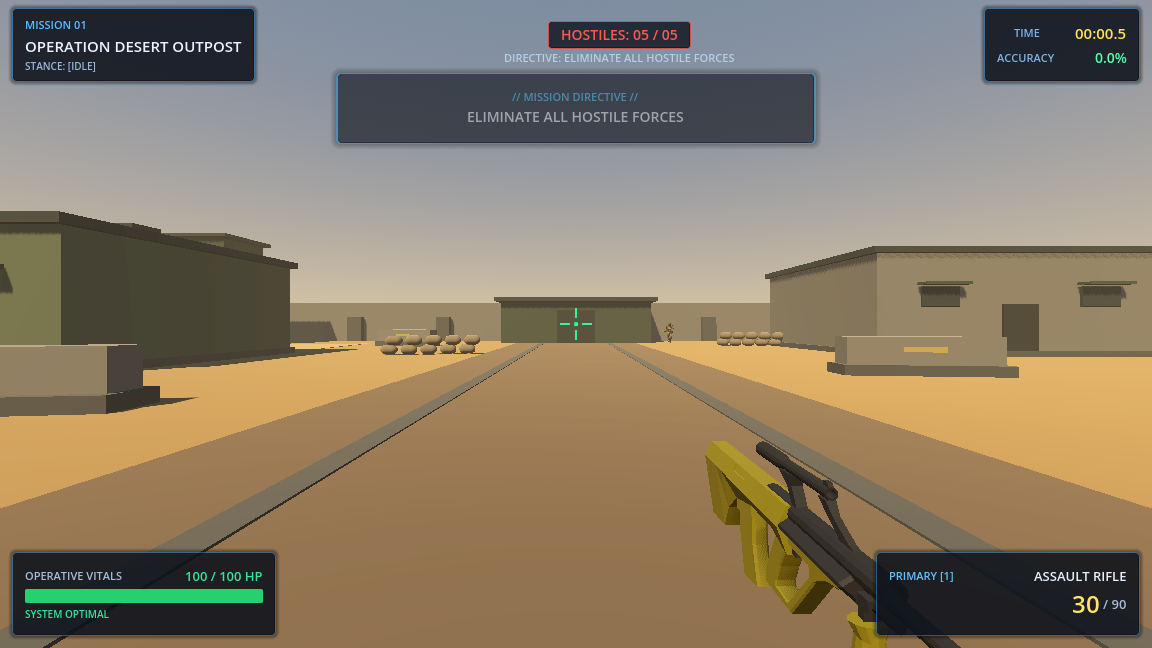 MISSION 01
OPERATION DESERT OUTPOST
STANCE: [IDLE]
HOSTILES: 05 / 05
DIRECTIVE: ELIMINATE ALL HOSTILE FORCES
// MISSION DIRECTIVE //
ELIMINATE ALL HOSTILE FORCES
TIME 00:00.5
ACCURACY 0.0%
OPERATIVE VITALS 100 / 100 HP
SYSTEM OPTIMAL
PRIMARY [1] ASSAULT RIFLE
30 / 90